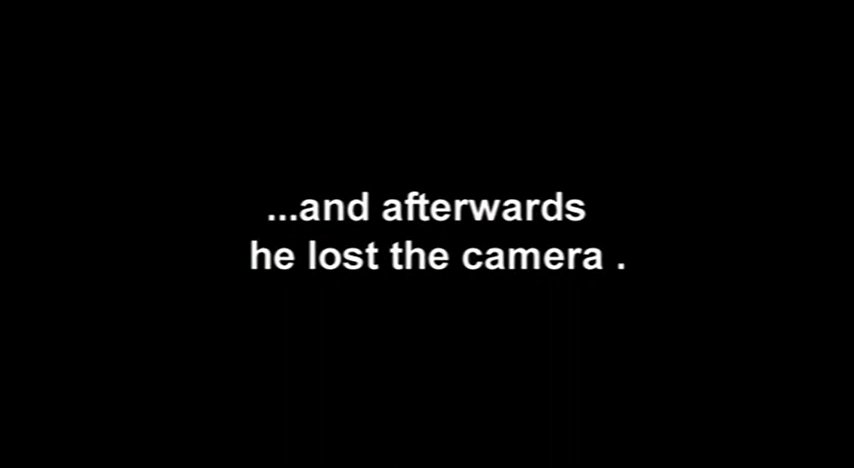 ...and afterwards
he lost the camera .